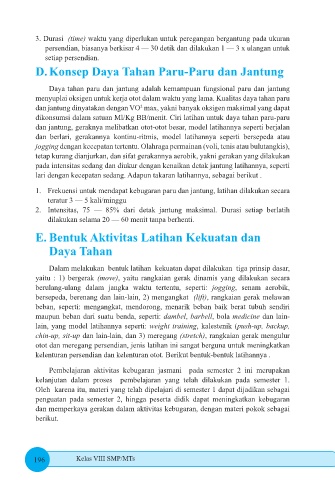 3. Durasi (time) waktu yang diperlukan untuk peregangan bergantung pada ukuran
persendian, biasanya berkisar 4 — 30 detik dan dilakukan 1 — 3 x ulangan untuk
setiap persendian.
D. Konsep Daya Tahan Paru-Paru dan Jantung
Daya tahan paru dan jantung adalah kemampuan fungsional paru dan jantung
menyuplai oksigen untuk kerja otot dalam waktu yang lama. Kualitas daya tahan paru
dan jantung dinyatakan dengan VO² max, yakni banyak oksigen maksimal yang dapat
dikonsumsi dalam satuan Ml/Kg BB/menit. Ciri latihan untuk daya tahan paru-paru
dan jantung, geraknya melibatkan otot-otot besar, model latihannya seperti berjalan
dan berlari, gerakannya kontinu-ritmis, model latihannya seperti bersepeda atau
jogging dengan kecepatan tertentu. Olahraga permainan (voli, tenis atau bulutangkis),
tetap kurang dianjurkan, dan sifat gerakannya aerobik, yakni gerakan yang dilakukan
pada intensitas sedang dan diukur dengan kenaikan detak jantung latihannya, seperti
lari dengan kecepatan sedang. Adapun takaran latihannya, sebagai berikut .
1. Frekuensi untuk mendapat kebugaran paru dan jantung, latihan dilakukan secara
teratur 3 — 5 kali/minggu
2. Intensitas, 75 — 85% dari detak jantung maksimal. Durasi setiap berlatih
dilakukan selama 20 — 60 menit tanpa berhenti.
E. Bentuk Aktivitas Latihan Kekuatan dan
Daya Tahan
Dalam melakukan bentuk latihan kekuatan dapat dilakukan tiga prinsip dasar,
yaitu : 1) bergerak (move), yaitu rangkaian gerak dinamis yang dilakukan secara
berulang-ulang dalam jangka waktu tertentu, seperti: jogging, senam aerobik,
bersepeda, berenang dan lain-lain, 2) mengangkat (lift), rangkaian gerak melawan
beban, seperti: mengangkat, mendorong, menarik beban baik berat tubuh sendiri
maupun beban dari suatu benda, seperti: dambel, barbell, bola medicine dan lain-
lain, yang model latihannya seperti: weight training, kalestenik (push-up, backup,
chin-up, sit-up dan lain-lain, dan 3) meregang (stretch), rangkaian gerak mengulur
otot dan meregang persendian, jenis latihan ini sangat berguna untuk meningkatkan
kelenturan persendian dan kelenturan otot. Berikut bentuk-bentuk latihannya .
Pembelajaran aktivitas kebugaran jasmani pada semester 2 ini merupakan
kelanjutan dalam proses pembelajaran yang telah dilakukan pada semester 1.
Oleh karena itu, materi yang telah dipelajari di semester 1 dapat dijadikan sebagai
penguatan pada semester 2, hingga peserta didik dapat meningkatkan kebugaran
dan memperkaya gerakan dalam aktivitas kebugaran, dengan materi pokok sebagai
berikut.
196 Kelas VIII SMP/MTs